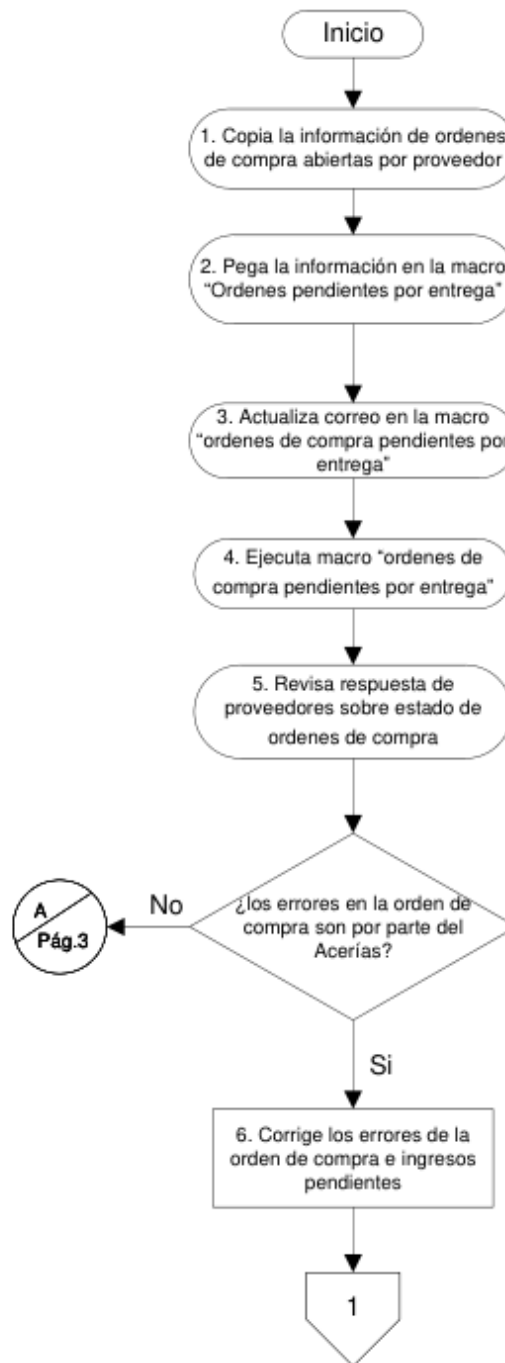 Inicio
1. Copia la información de ordenes
de compra abiertas por proveedor
2. Pega la información en la macro
“Ordenes pendientes por entrega”
3. Actualiza correo en la macro
“ordenes de compra pendientes por
entrega”
4. Ejecuta macro “ordenes de
compra pendientes por entrega”
5. Revisa respuesta de
proveedores sobre estado de
ordenes de compra
¿los errores en la orden de
compra son por parte del
Acerías?
No
A
Pág.3
Si
6. Corrige los errores de la
orden de compra e ingresos
pendientes
1